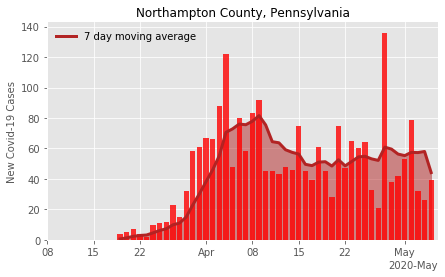 Northampton County, Pennsylvania
7 day moving average
New Covid-19 Cases
140
120
100
80
60
40
20
0
08 15 22 Apr 08 15 22 May
2020-May